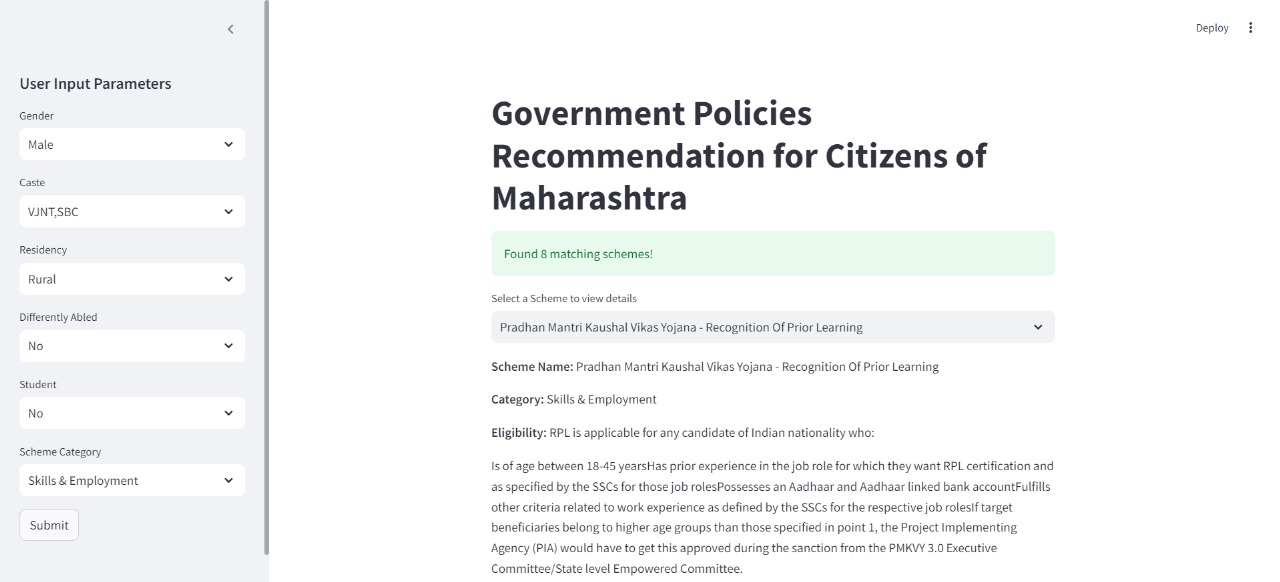 Deploy
User Input Parameters
Gender
Male
Caste
VJNT,SBC
Residency
Rural
Differently Abled
No
Student
No
Scheme Category
Skills & Employment
Submit
Government Policies
Recommendation for Citizens of
Maharashtra
Found 8 matching schemes!
Select a Scheme to view details
Pradhan Mantri Kaushal Vikas Yojana - Recognition Of Prior Learning
Scheme Name: Pradhan Mantri Kaushal Vikas Yojana - Recognition Of Prior Learning
Category: Skills & Employment
Eligibility: RPL is applicable for any candidate of Indian nationality who:
Is of age between 18-45 yearsHas prior experience in the job role for which they want RPL certification and
as specified by the SSCs for those job rolesPossesses an Aadhaar and Aadhaar linked bank accountFulfills
other criteria related to work experience as defined by the SSCs for the respective job rolesIf target
beneficiaries belong to higher age groups than those specified in point 1, the Project Implementing
Agency (PIA) would have to get this approved during the sanction from the PMKVY 3.0 Executive
Committee/State level Empowered Committee.